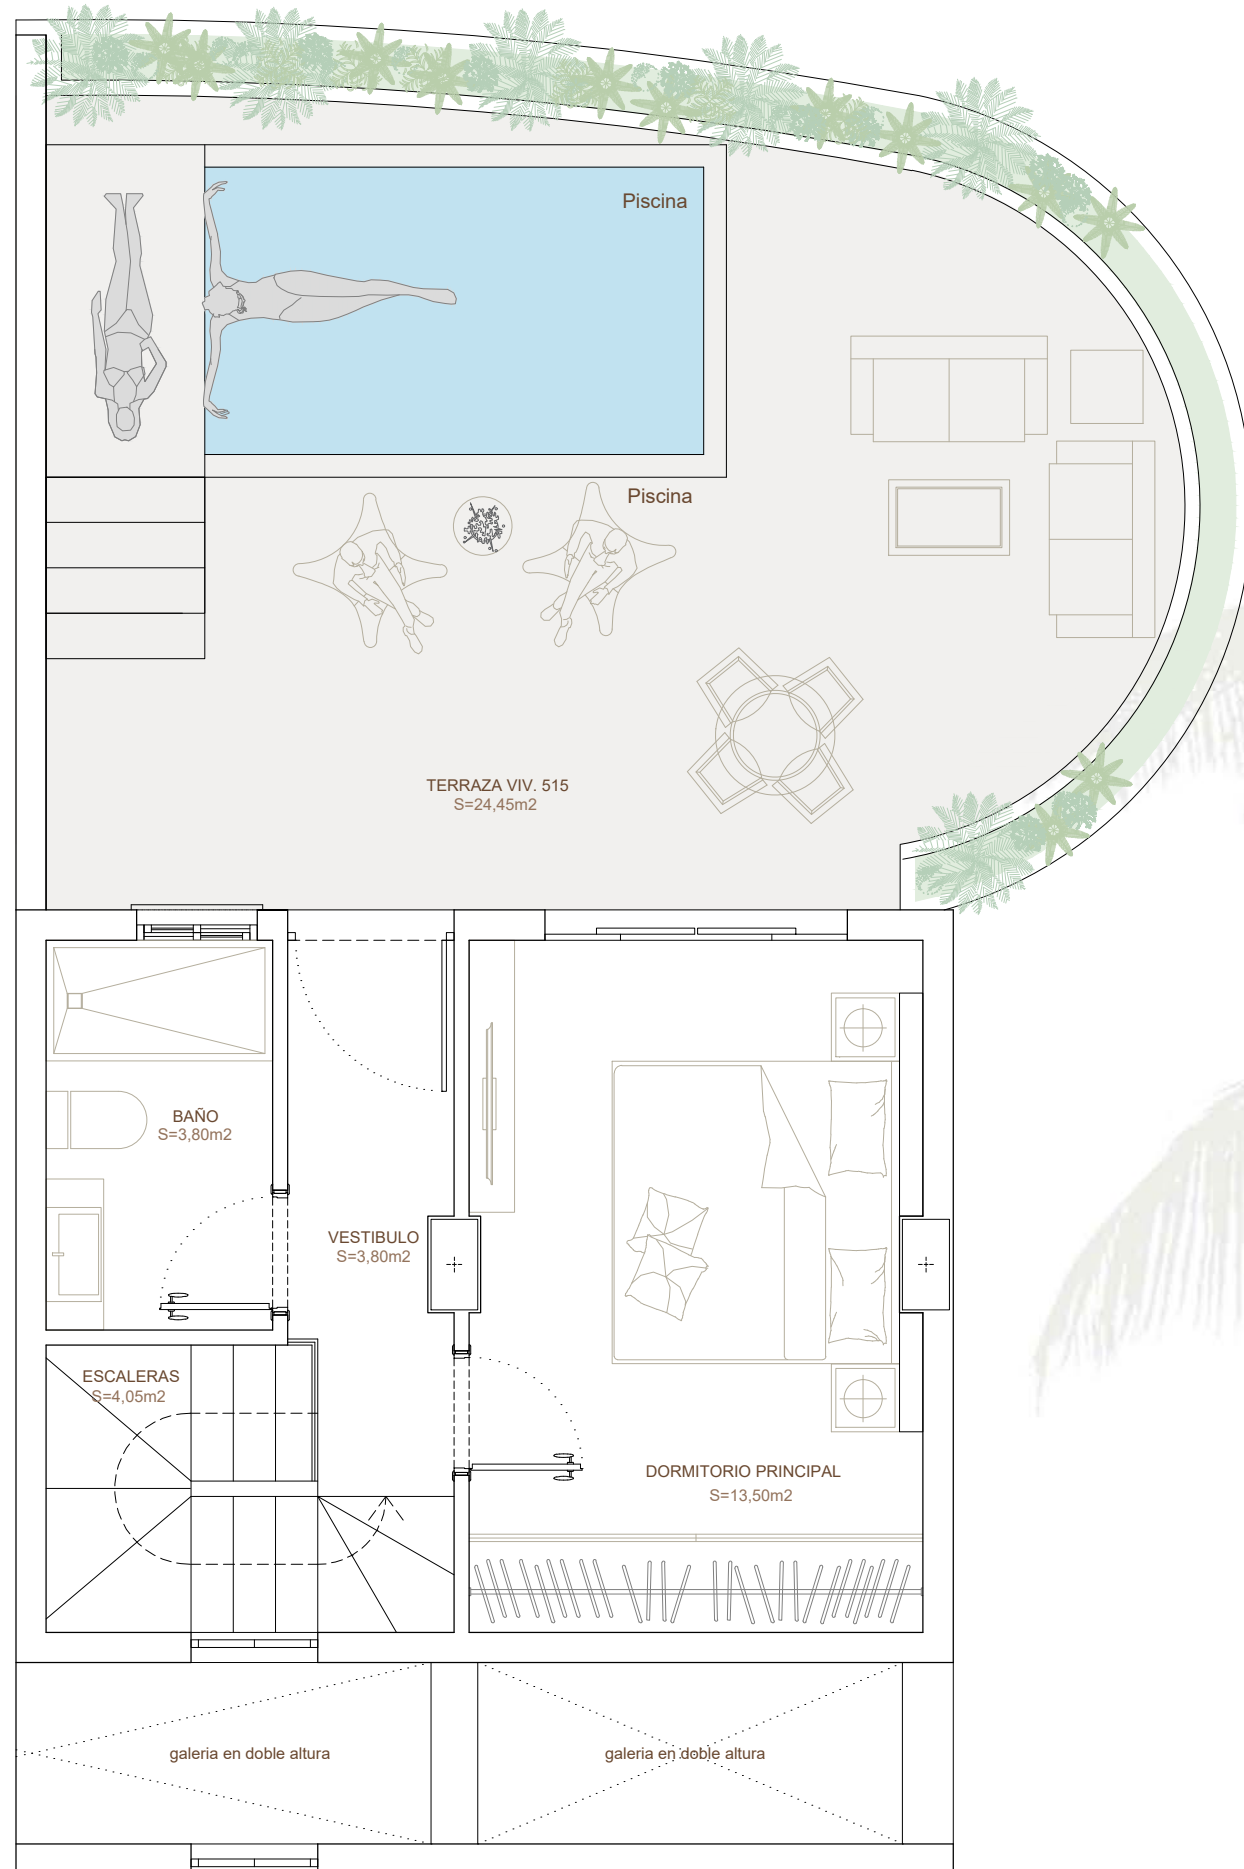 Piscina
Piscina
TERRAZA VIV. 515
S=24,45m2
BAÑO
S=3,80m2
VESTIBULO
S=3,80m2
ESCALERAS
S=4,05m2
DORMITORIO PRINCIPAL
S=13,50m2
galeria en doble altura
galeria en doble altura